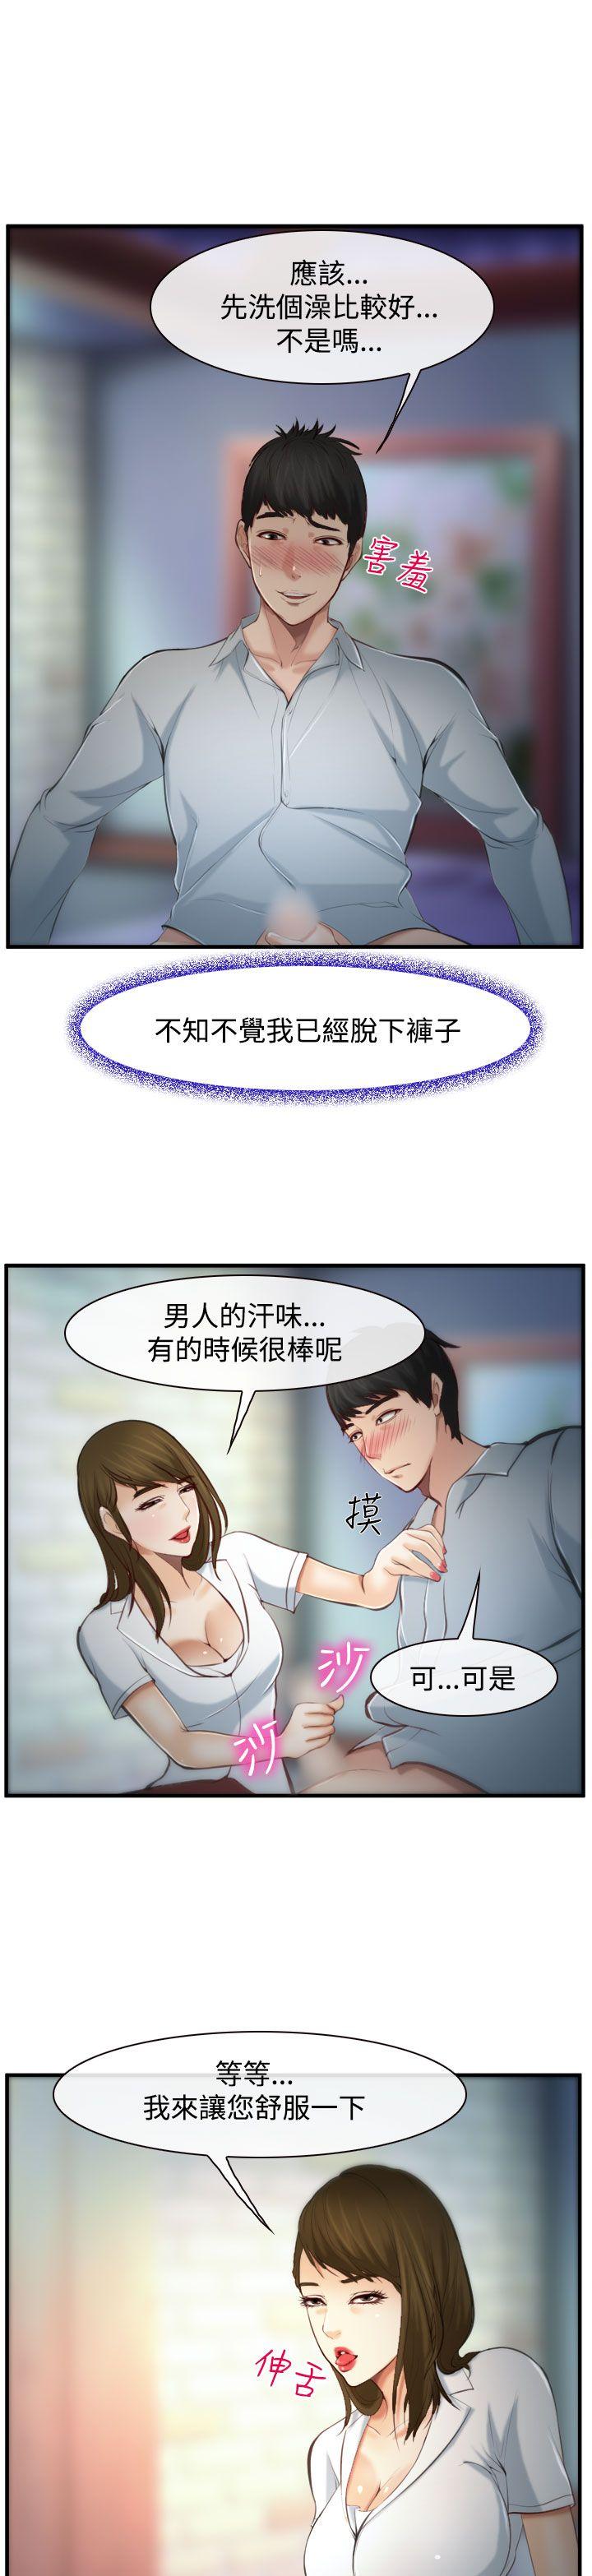 應該...
先洗個澡比較好...
不是嗎...
害羞
不知不覺我已經脫下褲子
男人的汗味...
有的時候很棒呢
摸
可...可是
沙
沙
等等...
我來讓您舒服一下
伸舌